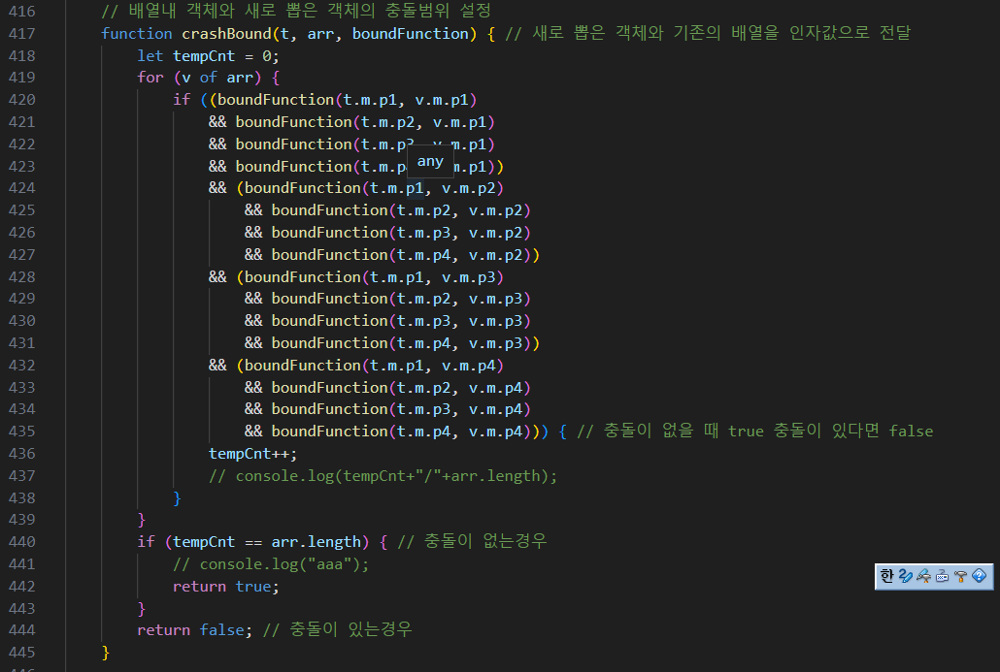 416 // 배열내 객체와 새로 뽑은 객체의 충돌범위 설정
417 function crashBound(t, arr, boundFunction) { // 새로 뽑은 객체와 기존의 배열을 인자값으로 전달
418 let tempCnt = 0;
419 for (v of arr) {
420 if ((boundFunction(t.m.p1, v.m.p1)
421 && boundFunction(t.m.p2, v.m.p1)
422 && boundFunction(t.m.p3, v.m.p1)
423 && boundFunction(t.m.p .m.p1))
any
424 && (boundFunction(t.m.p1, v.m.p2)
425 && boundFunction(t.m.p2, v.m.p2)
426 && boundFunction(t.m.p3, v.m.p2)
427 && boundFunction(t.m.p4, v.m.p2))
428 && (boundFunction(t.m.p1, v.m.p3)
429 && boundFunction(t.m.p2, v.m.p3)
430 && boundFunction(t.m.p3, v.m.p3)
431 && boundFunction(t.m.p4, v.m.p3))
432 && (boundFunction(t.m.p1, v.m.p4)
433 && boundFunction(t.m.p2, v.m.p4)
434 && boundFunction(t.m.p3, v.m.p4)
435 && boundFunction(t.m.p4, v.m.p4))) { // 충돌이 없을 때 true 충돌이 있다면 false
436 tempCnt++;
437 // console.log(tempCnt+"/"+arr.length);
438 }
439 }
440 if (tempCnt == arr.length) { // 충돌이 없는경우
441 // console.log("aaa");
442 return true;
443 }
444 return false; // 충돌이 있는경우
445 }
한